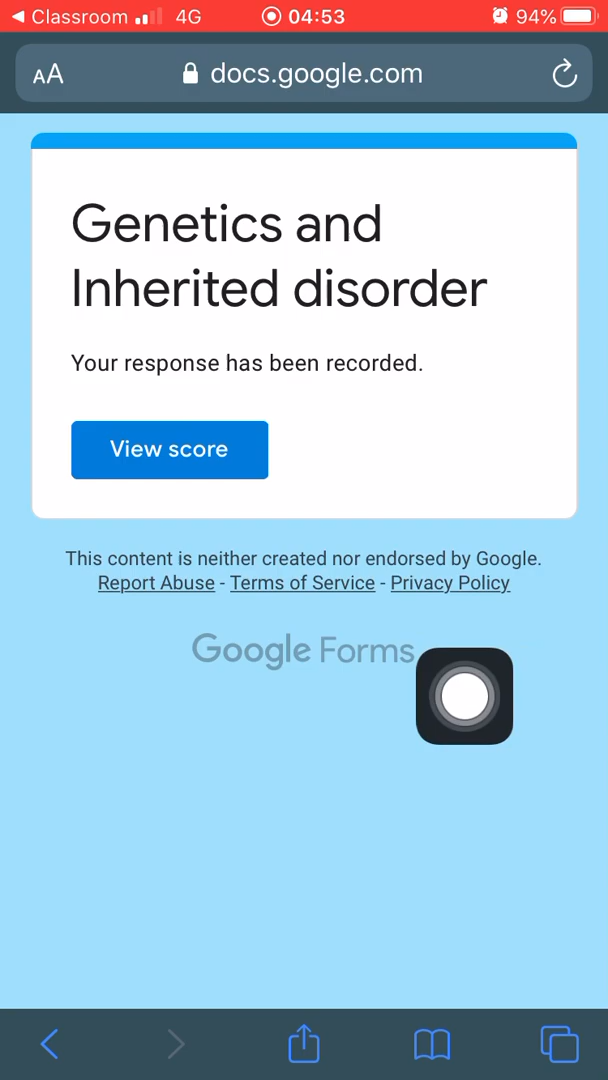 Classroom 4G 04:53 94%
AA docs.google.com
Genetics and
Inherited disorder
Your response has been recorded.
View score
This content is neither created nor endorsed by Google.
Report Abuse - Terms of Service - Privacy Policy
Google Forms